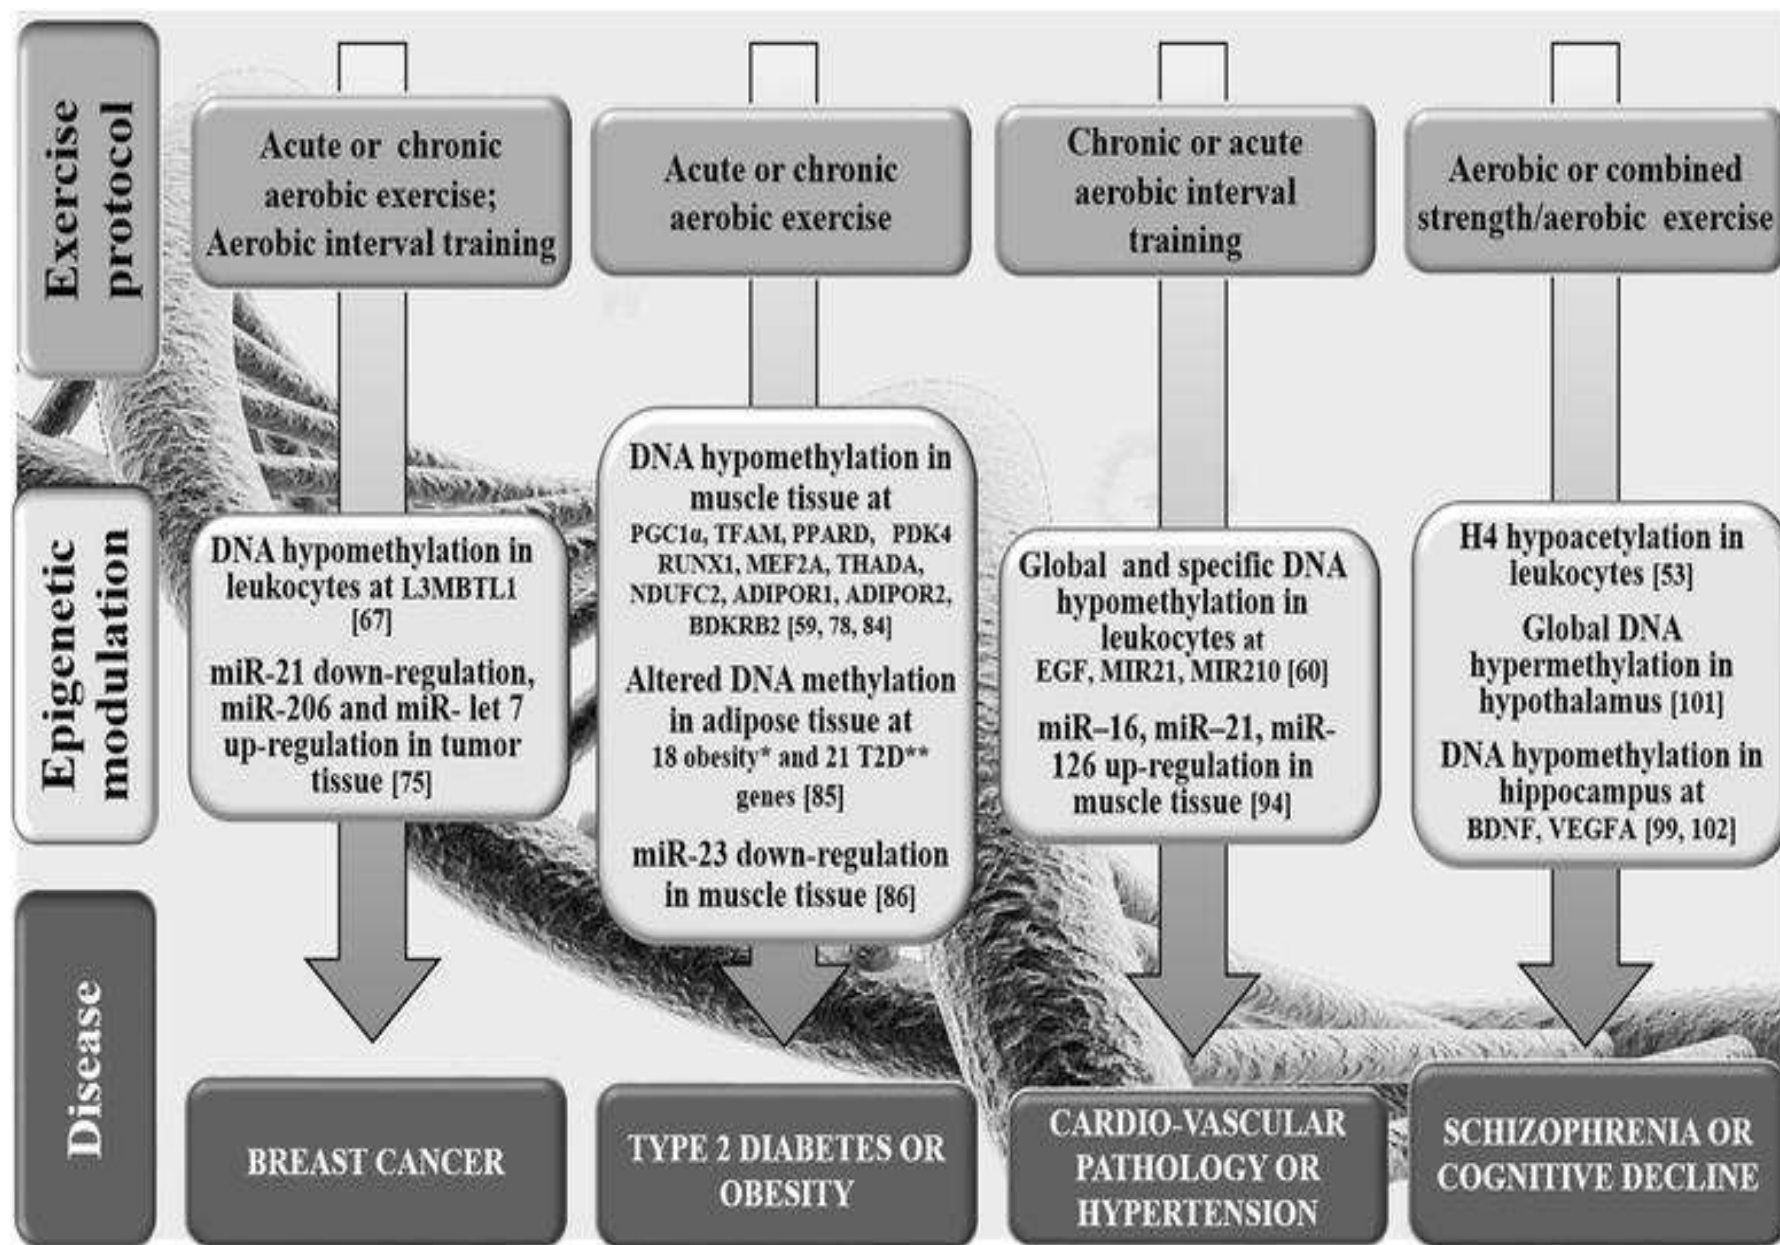 Exercise
protocol
Acute or chronic
aerobic exercise;
Aerobic interval training
Acute or chronic
aerobic exercise
Chronic or acute
aerobic interval
training
Aerobic or combined
strength/aerobic exercise
Epigenetic
modulation
DNA hypomethylation in
leukocytes at L3MBTL1
[67]
miR-21 down-regulation,
miR-206 and miR- let 7
up-regulation in tumor
tissue [75]
DNA hypomethylation in
muscle tissue at
PGC1α, TFAM, PPARD, PDK4
RUNX1, MEF2A, THADA,
NDUFC2, ADIPOR1, ADIPOR2,
BDKRB2 [59, 78, 84]
Altered DNA methylation
in adipose tissue at
18 obesity* and 21 T2D**
genes [85]
miR-23 down-regulation
in muscle tissue [86]
Global and specific DNA
hypomethylation in
leukocytes at
EGF, MIR21, MIR210 [60]
miR–16, miR–21, miR-
126 up-regulation in
muscle tissue [94]
H4 hypoacetylation in
leukocytes [53]
Global DNA
hypermethylation in
hypothalamus [101]
DNA hypomethylation in
hippocampus at
BDNF, VEGFA [99, 102]
Disease
BREAST CANCER
TYPE 2 DIABETES OR
OBESITY
CARDIO-VASCULAR
PATHOLOGY OR
HYPERTENSION
SCHIZOPHRENIA OR
COGNITIVE DECLINE